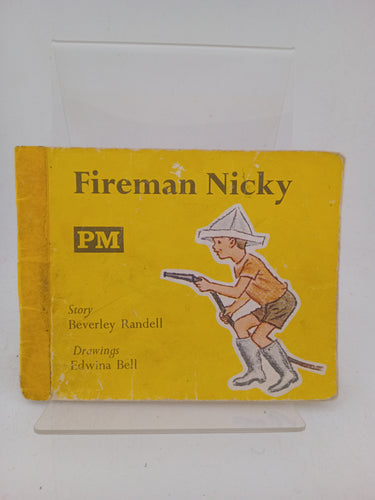 Fireman Nicky
PM
Story
Beverley Randell
Drawings
Edwina Bell